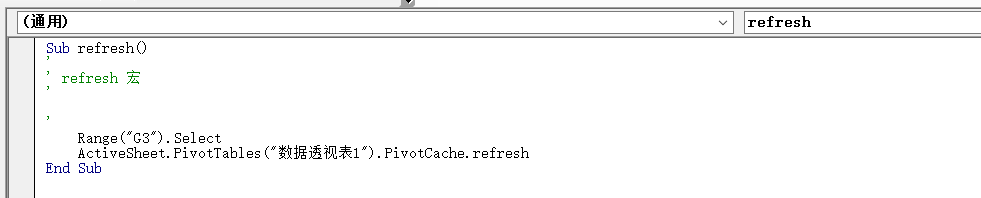 (通用)
refresh
Sub refresh()
'
' refresh 宏
'

'
    Range("G3").Select
    ActiveSheet.PivotTables("数据透视表1").PivotCache.refresh
End Sub